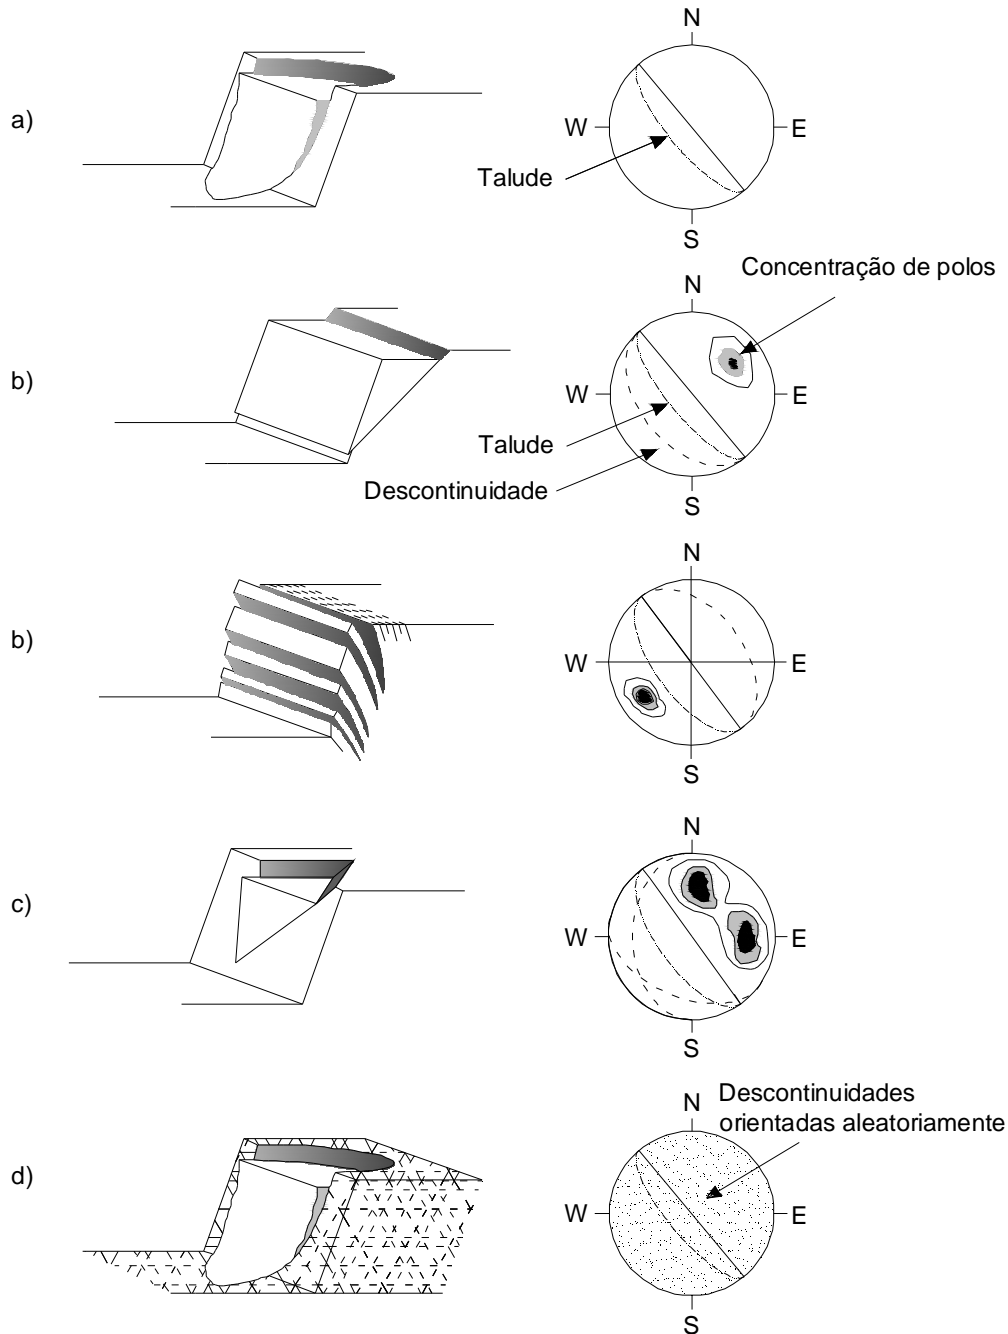 N
a)
W
E
Talude
S
Concentração de polos
N
b)
W
E
Talude
Descontinuidade
S
N
b)
W
E
S
N
c)
W
E
S
Descontinuidades
orientadas aleatoriamente
N
d)
W
E
S